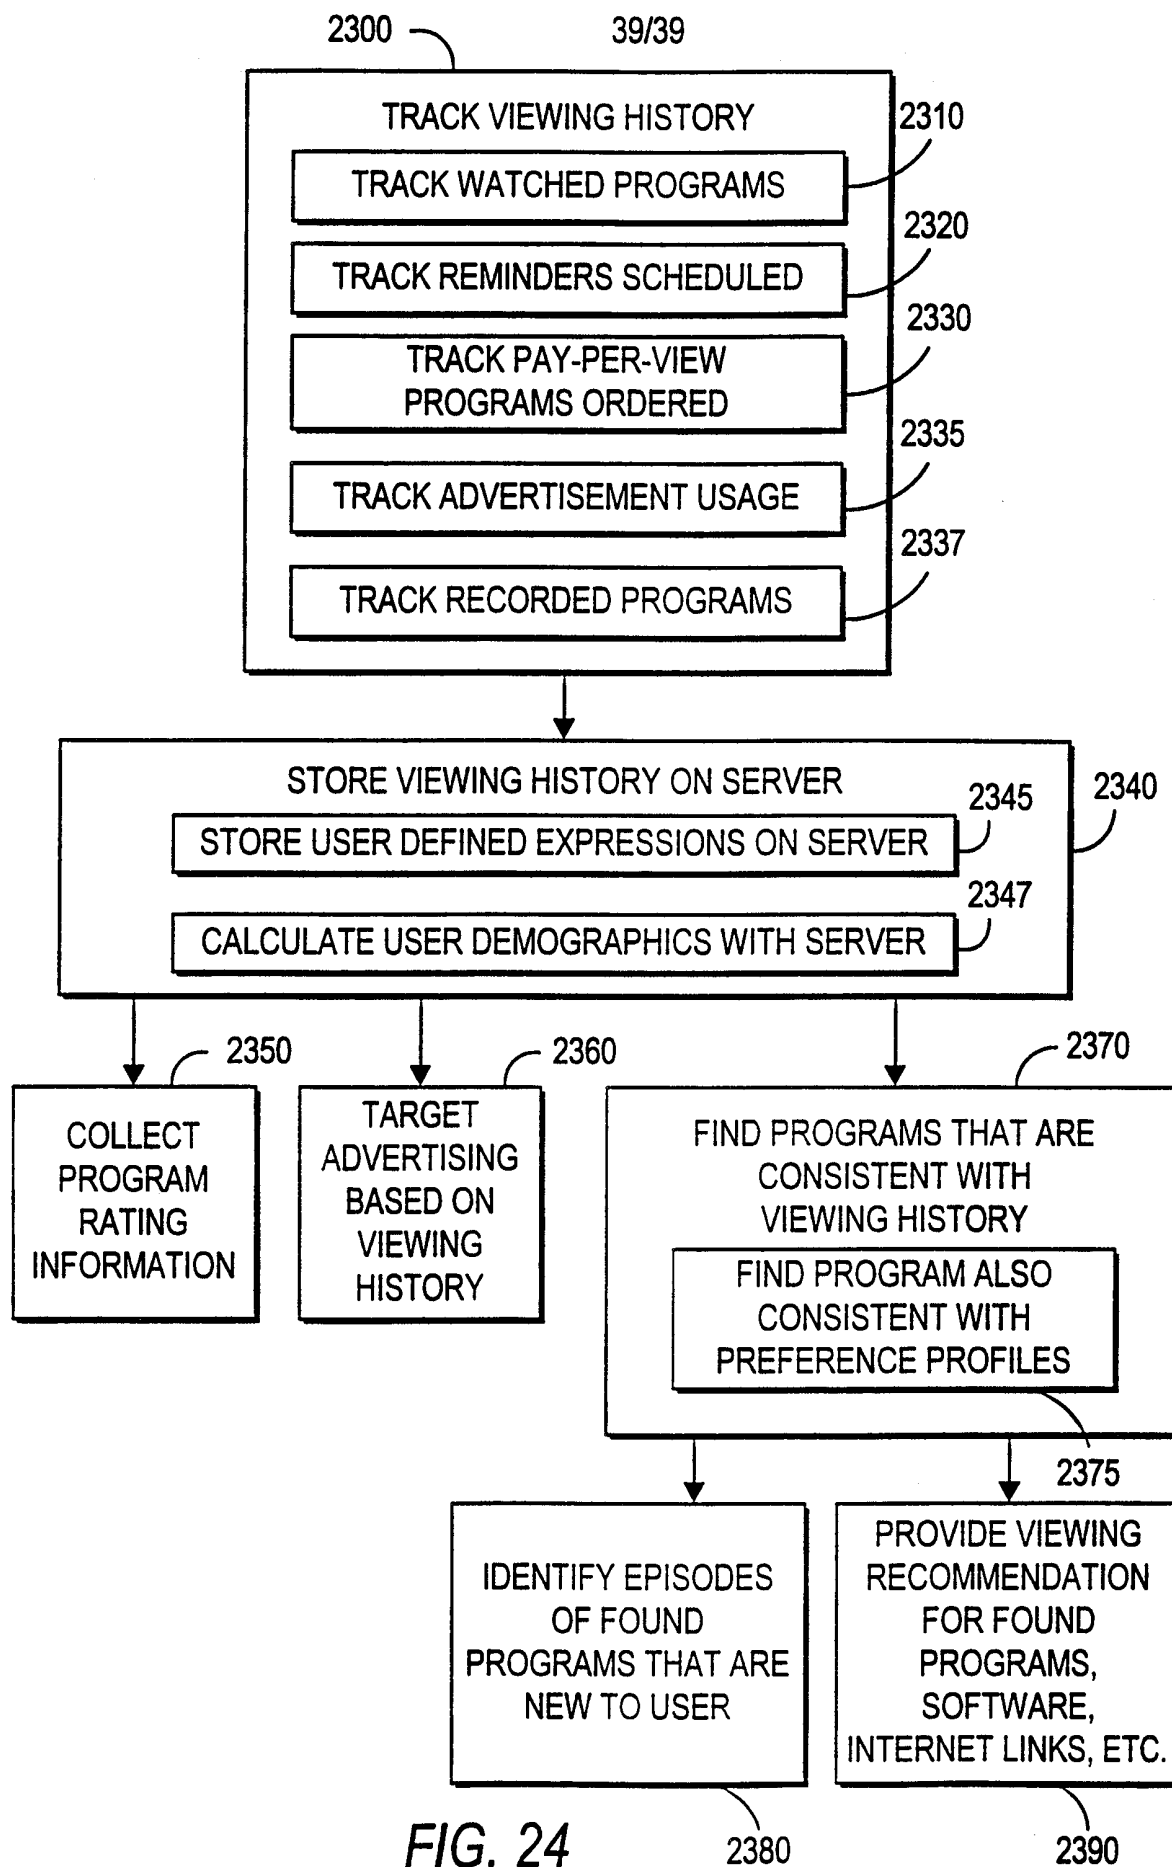 2300
39/39
TRACK VIEWING HISTORY
2310
TRACK WATCHED PROGRAMS
2320
TRACK REMINDERS SCHEDULED
2330
TRACK PAY-PER-VIEW
PROGRAMS ORDERED
2335
TRACK ADVERTISEMENT USAGE
2337
TRACK RECORDED PROGRAMS
STORE VIEWING HISTORY ON SERVER
2340
2345
STORE USER DEFINED EXPRESSIONS ON SERVER
2347
CALCULATE USER DEMOGRAPHICS WITH SERVER
2350
COLLECT
PROGRAM
RATING
INFORMATION
2360
TARGET
ADVERTISING
BASED ON
VIEWING
HISTORY
2370
FIND PROGRAMS THAT ARE
CONSISTENT WITH
VIEWING HISTORY
FIND PROGRAM ALSO
CONSISTENT WITH
PREFERENCE PROFILES
2375
IDENTIFY EPISODES
OF FOUND
PROGRAMS THAT ARE
NEW TO USER
2380
PROVIDE VIEWING
RECOMMENDATION
FOR FOUND
PROGRAMS,
SOFTWARE,
INTERNET LINKS, ETC.
2390
FIG. 24